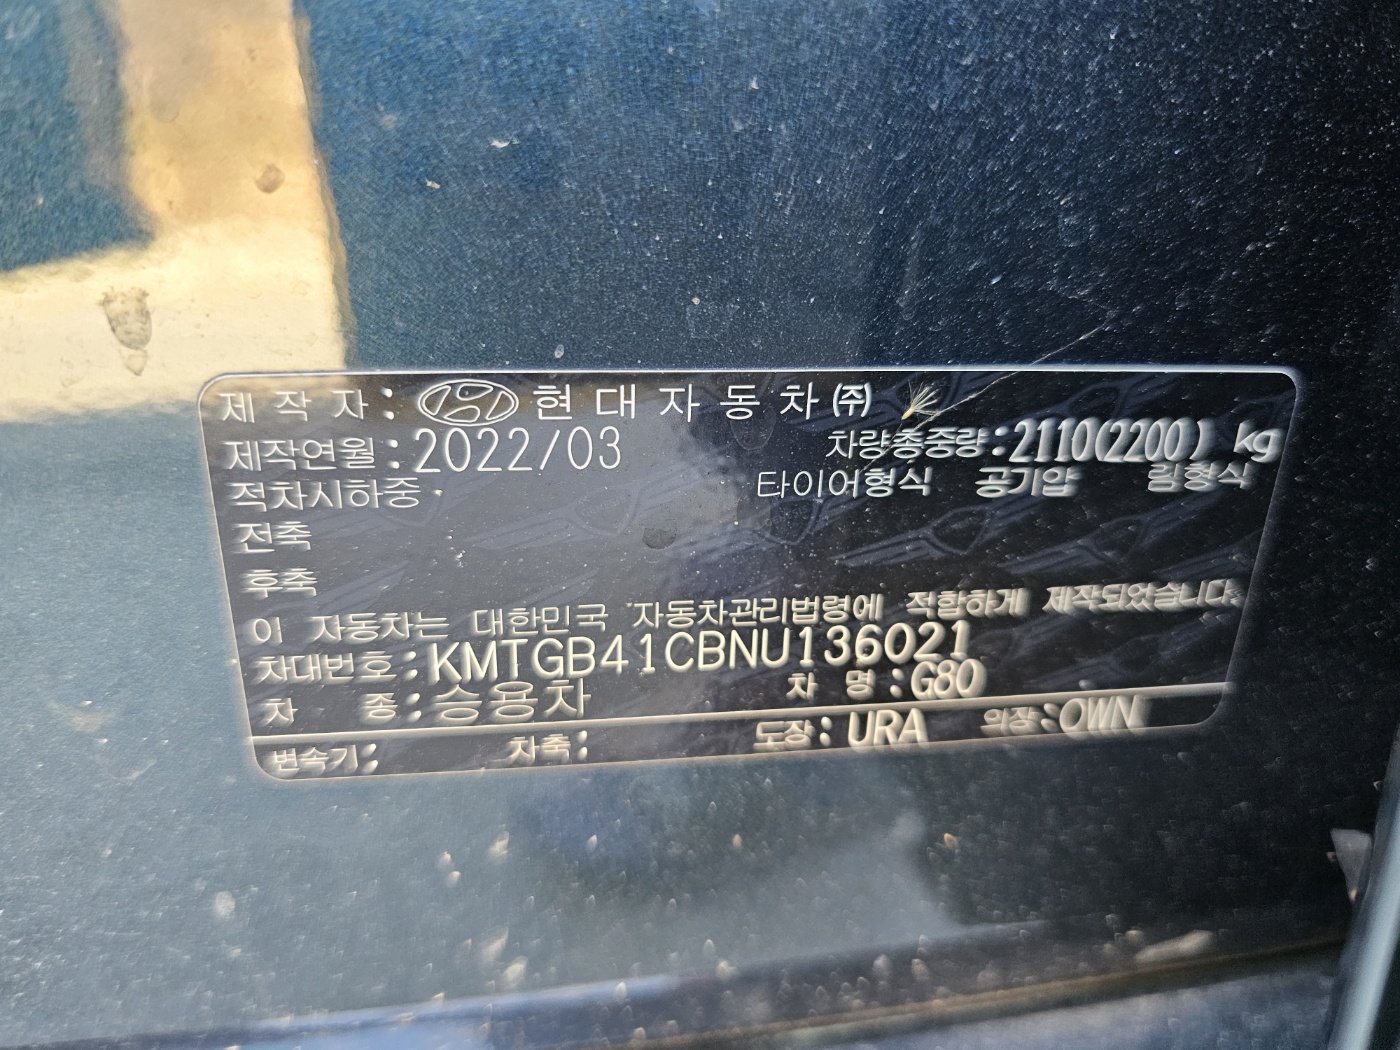 제 작 자 : 현 대 자 동 차 ㈜
제작연월 : 2022/03 차량총중량 : 2110(2200) kg
적차시하중 타이어형식 공기압 림형식
전축
후축
이 자동차는 대한민국 자동차관리법령에 적합하게 제작되었습니다.
차대번호 : KMTGB41CBNU136021
차 종 : 승용차 차 명 : G80
변속기 : 차축 : 도장 : URA 의장 : OWN